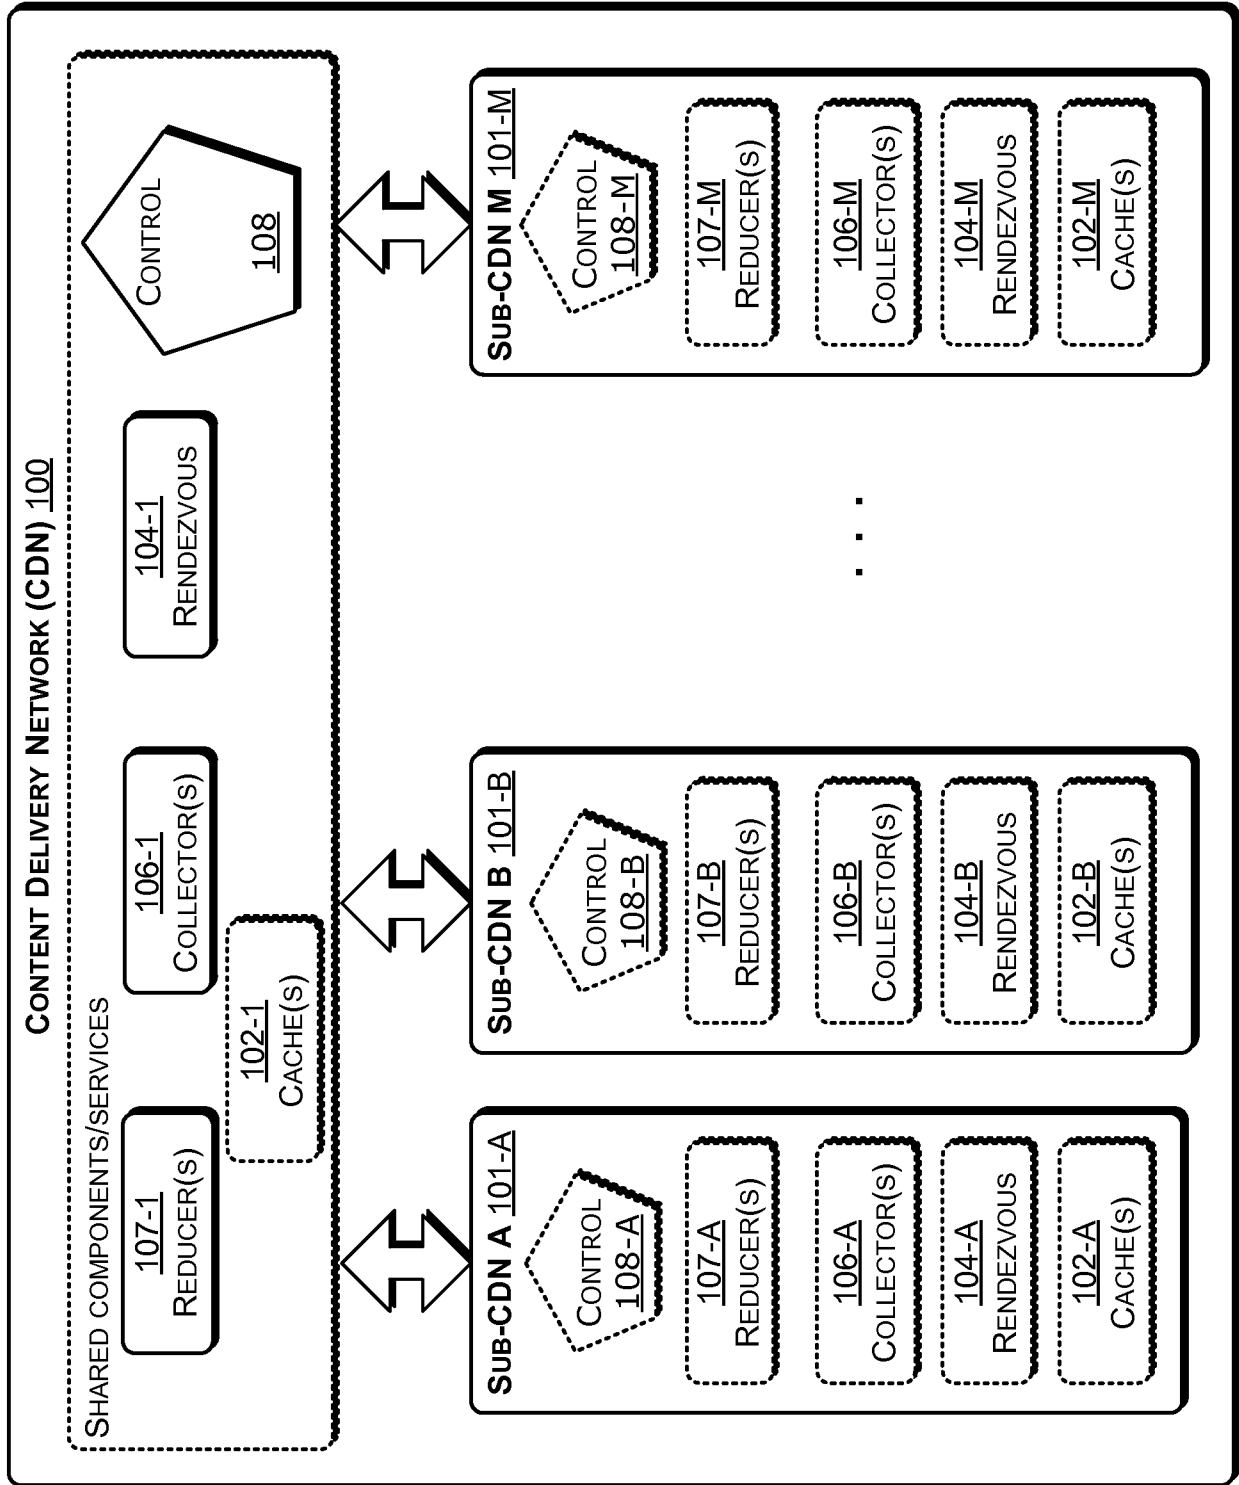 CONTENT DELIVERY NETWORK (CDN) 100
SHARED COMPONENTS/SERVICES
107-1
REDUCER(S)
106-1
COLLECTOR(S)
104-1
RENDEZVOUS
CONTROL
108
102-1
CACHE(S)
SUB-CDN A 101-A
CONTROL
108-A
107-A
REDUCER(S)
106-A
COLLECTOR(S)
104-A
RENDEZVOUS
102-A
CACHE(S)
SUB-CDN B 101-B
CONTROL
108-B
107-B
REDUCER(S)
106-B
COLLECTOR(S)
104-B
RENDEZVOUS
102-B
CACHE(S)
. . .
SUB-CDN M 101-M
CONTROL
108-M
107-M
REDUCER(S)
106-M
COLLECTOR(S)
104-M
RENDEZVOUS
102-M
CACHE(S)